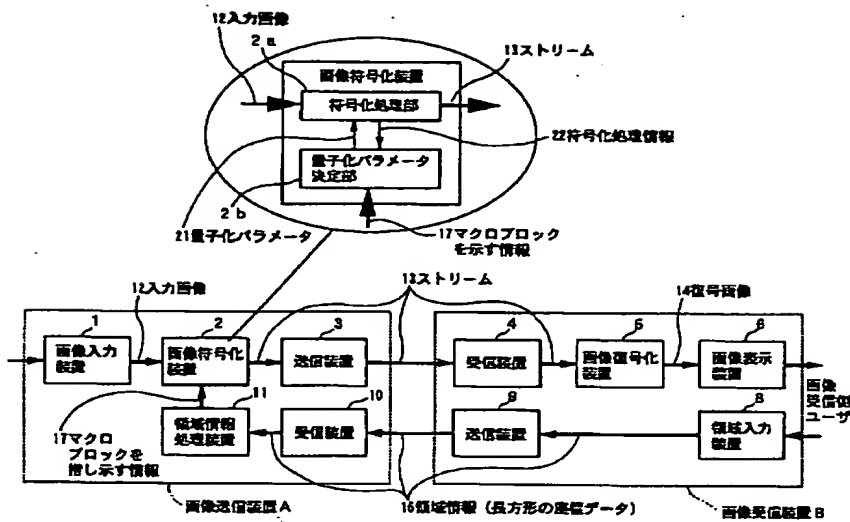 12入力画像
2a
13ストリーム
画像符号化装置
符号化処理部
22符号化処理情報
量子化パラメータ
決定部
2b
21量子化パラメータ
17マクロブロック
を示す情報
12入力画像
13ストリーム
14復号画像
1
2
3
4
5
6
画像入力
装置
画像符号化
装置
送信装置
受信装置
画像復号化
装置
画像表示
装置
画像
受信側
ユーザ
11
10
9
8
領域情報
処理装置
受信装置
送信装置
領域入力
装置
17マクロ
ブロックを
指し示す情報
画像送信装置A
16領域情報（長方形の座標データ）
画像受信装置B